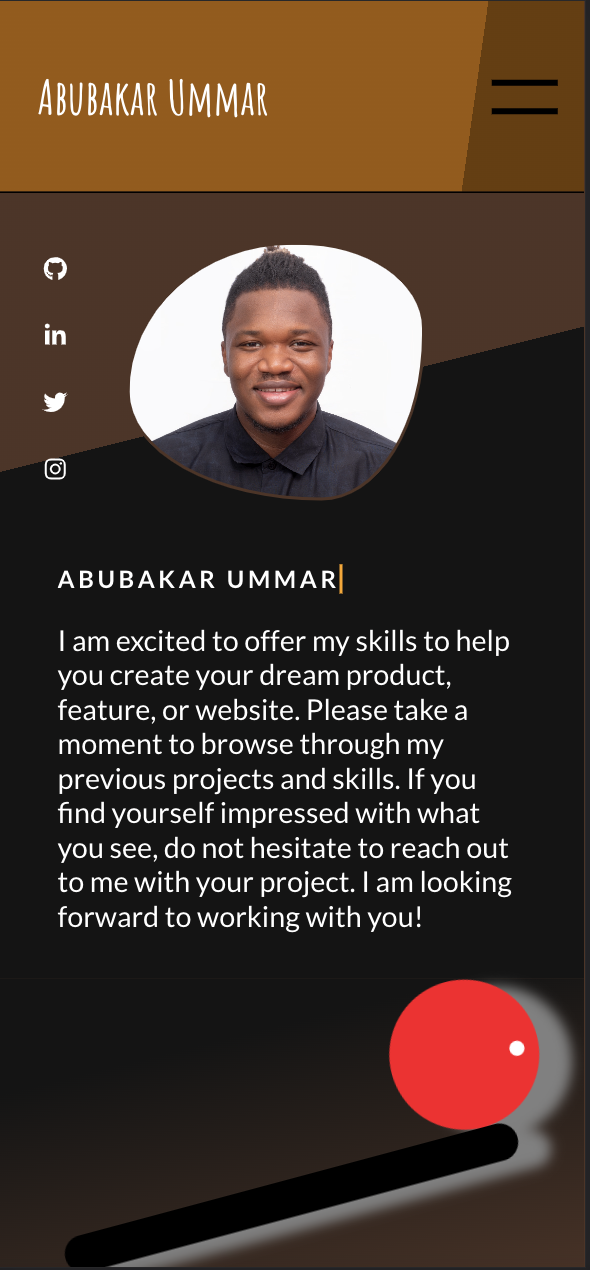 Abubakar Ummar
ABUBAKAR UMMAR
I am excited to offer my skills to help
you create your dream product,
feature, or website. Please take a
moment to browse through my
previous projects and skills. If you
find yourself impressed with what
you see, do not hesitate to reach out
to me with your project. I am looking
forward to working with you!